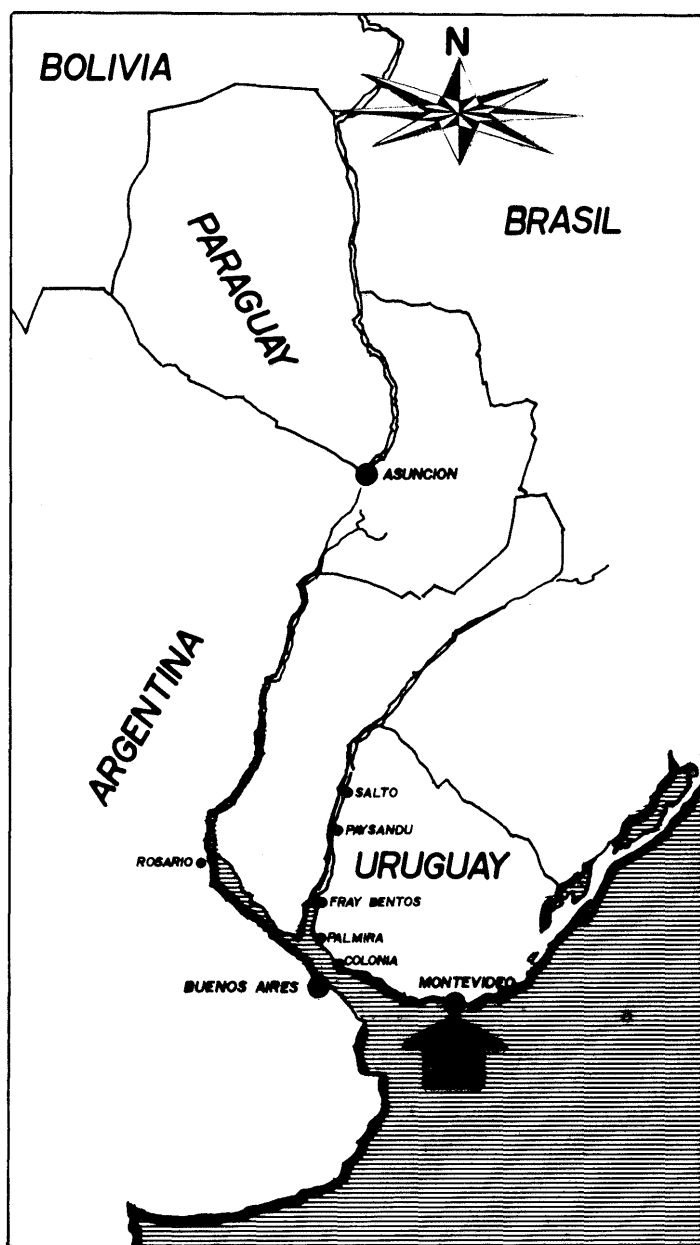 N
BOLIVIA
BRASIL
PARAGUAY
ASUNCION
ARGENTINA
SALTO
PAYSANDU
ROSARIO
URUGUAY
FRAY BENTOS
PALMIRA
COLONIA
BUENOS AIRES
MONTEVIDEO